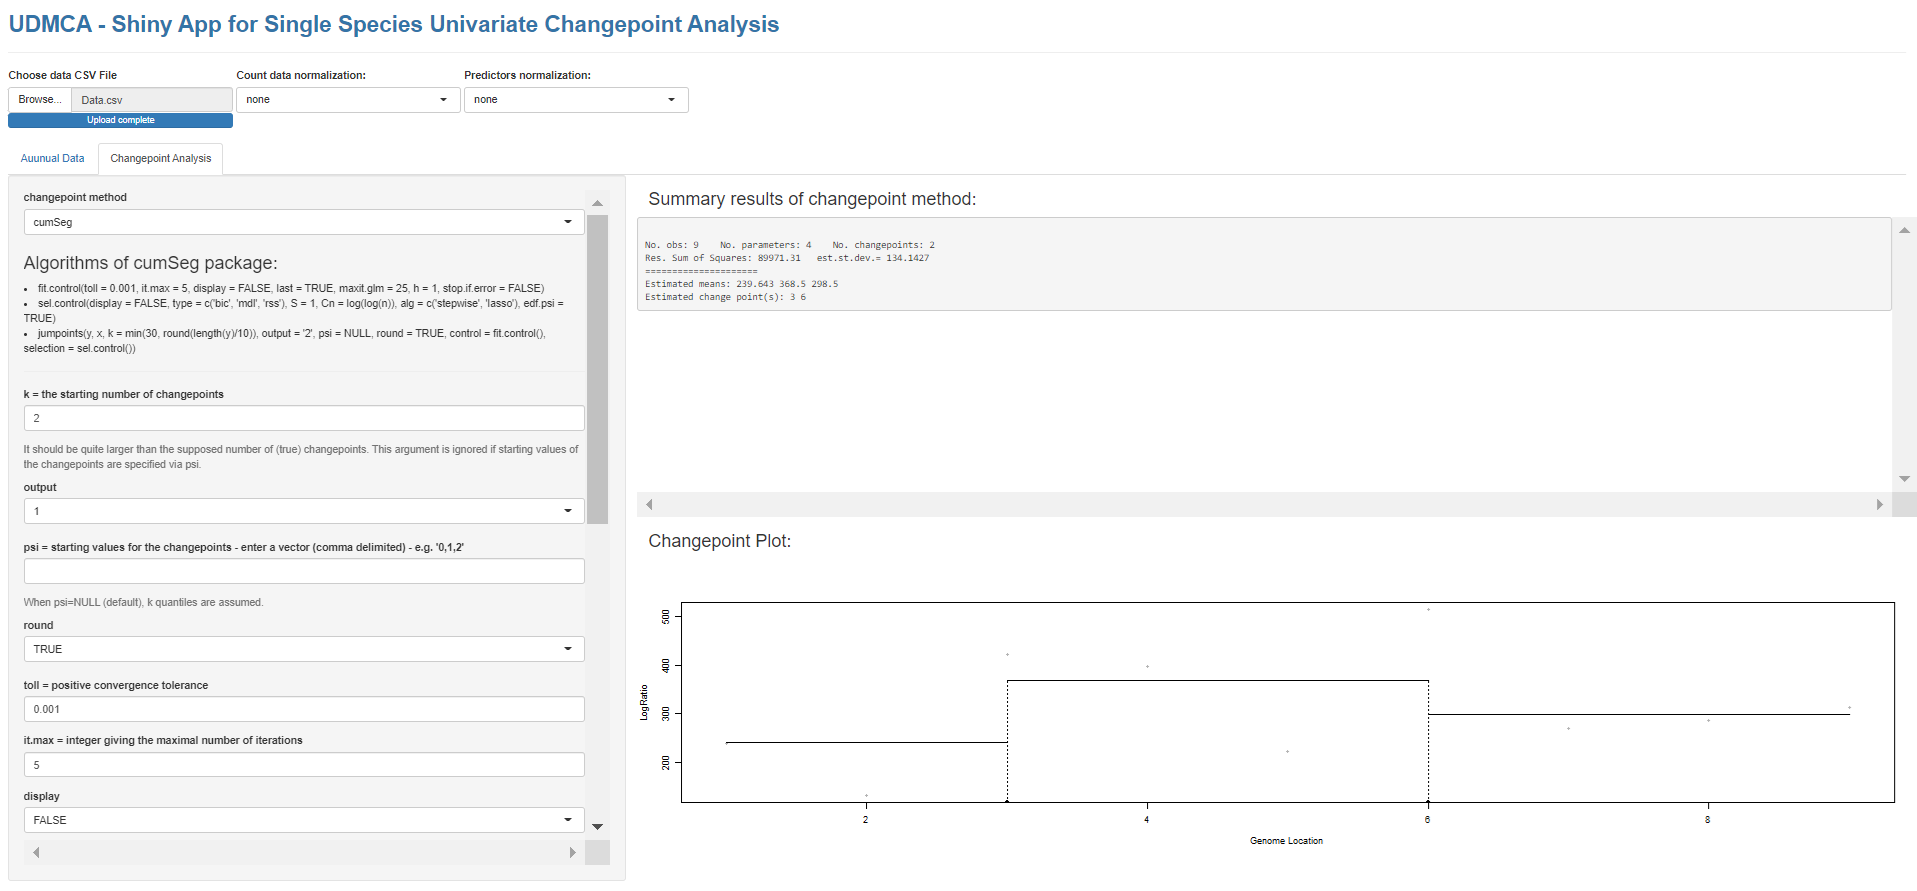 UDMCA - Shiny App for Single Species Univariate Changepoint Analysis
Choose data CSV File
Count data normalization:
Predictors normalization:
Browse...
Data.csv
none
none
Upload complete
Auunual Data
Changepoint Analysis
changepoint method
cumSeg
Algorithms of cumSeg package:
• fit.control(toll = 0.001, it.max = 5, display = FALSE, last = TRUE, maxit.glm = 25, h = 1, stop.if.error = FALSE)
• sel.control(display = FALSE, type = c('bic', 'mdl', 'rss'), S = 1, Cn = log(log(n)), alg = c('stepwise', 'lasso'), edf.psi =
TRUE)
• jumpoints(y, x, k = min(30, round(length(y)/10)), output = '2', psi = NULL, round = TRUE, control = fit.control(),
selection = sel.control())
k = the starting number of changepoints
2
It should be quite larger than the supposed number of (true) changepoints. This argument is ignored if starting values of
the changepoints are specified via psi.
output
1
psi = starting values for the changepoints - enter a vector (comma delimited) - e.g. '0,1,2'
When psi=NULL (default), k quantiles are assumed.
round
TRUE
toll = positive convergence tolerance
0.001
it.max = integer giving the maximal number of iterations
5
display
FALSE
Summary results of changepoint method:
No. obs: 9    No. parameters: 4    No. changepoints: 2
Res. Sum of Squares: 89971.31   est.st.dev.= 134.1427
=====================
Estimated means: 239.643 368.5 298.5
Estimated change point(s): 3 6
Changepoint Plot:
500
400
300
200
LogRatio
2
4
6
8
Genome Location